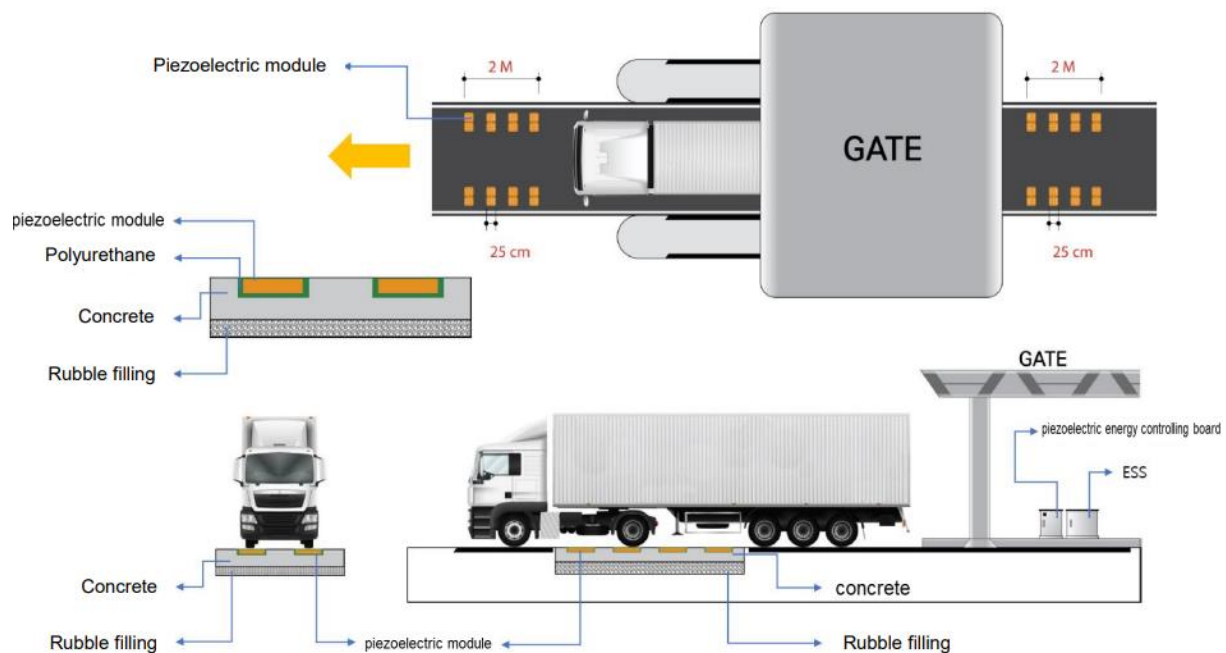 Piezoelectric module
2 M
2 M
GATE
25 cm
25 cm
piezoelectric module
Polyurethane
Concrete
Rubble filling
GATE
piezoelectric energy controlling board
ESS
Concrete
concrete
Rubble filling
piezoelectric module
Rubble filling